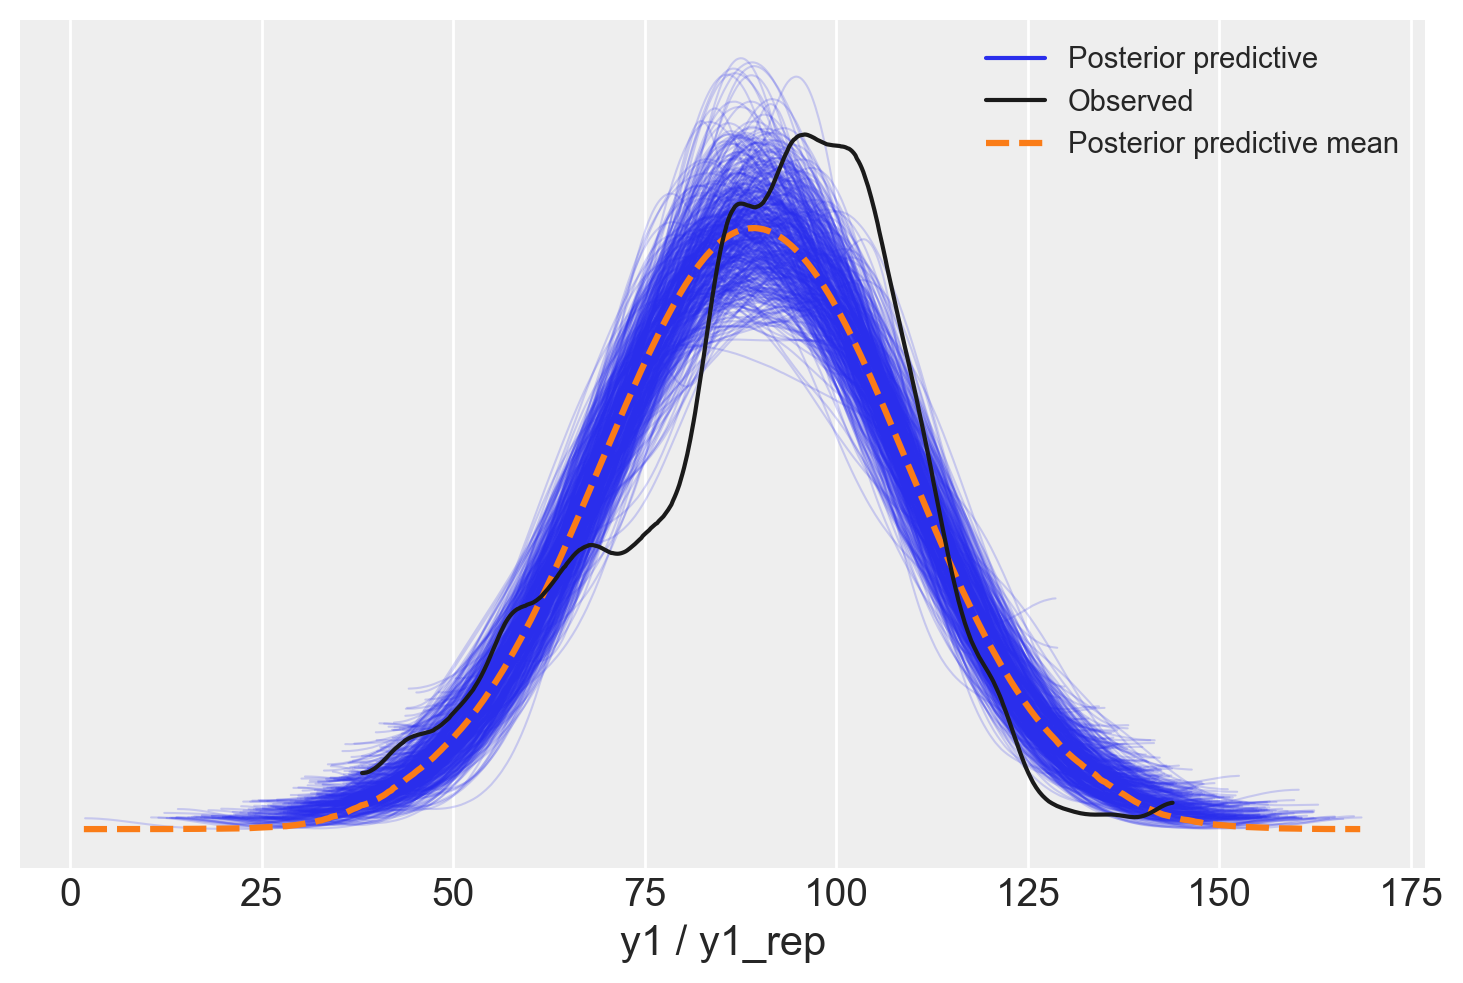 Posterior predictive
Observed
Posterior predictive mean
0 25 50 75 100 125 150 175
y1 / y1_rep